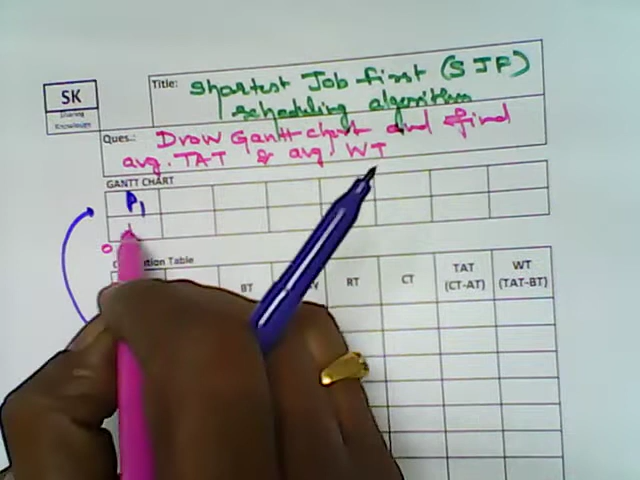 SK
Sharing
Knowledge
Title: Shortest Job first (SJF)
scheduling algorithm
Ques.: Draw Gantt chart and find
avg. TAT & avg. WT
GANTT CHART
P1
0
Table
BT
RT
CT
TAT
(CT-AT)
WT
(TAT-BT)